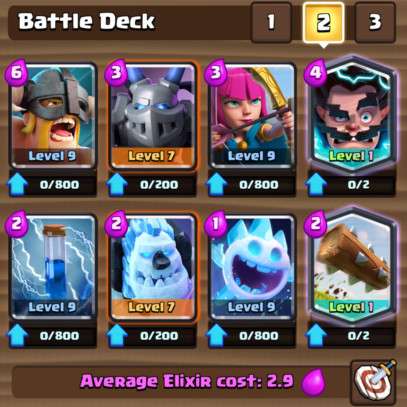 Battle Deck 1 2 3
6 3 3 4
Level 9 Level 7 Level 9 Level 1
0/800 0/200 0/800 0/2
2 2 1 2
Level 9 Level 7 Level 9 Level 1
0/800 0/200 0/800 0/2
Average Elixir cost: 2.9